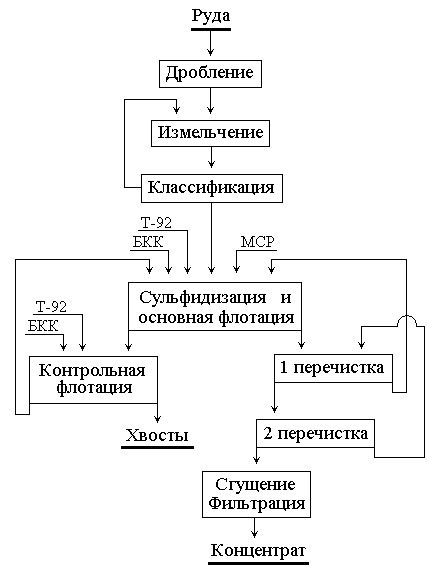 Руда
Дробление
Измельчение
Классификация
Т-92
БКК
МСР
Сульфидизация и
основная флотация
Т-92
БКК
Контрольная
флотация
1 перечистка
Хвосты
2 перечистка
Сгущение
Фильтрация
Концентрат